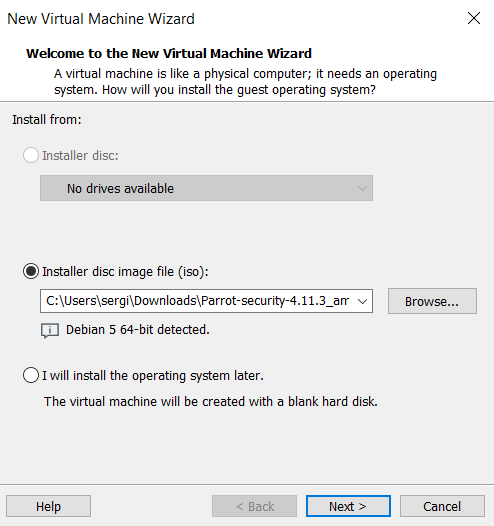 New Virtual Machine Wizard
Welcome to the New Virtual Machine Wizard
A virtual machine is like a physical computer; it needs an operating
system. How will you install the guest operating system?
Install from:
Installer disc:
No drives available
Installer disc image file (iso):
C:\Users\sergi\Downloads\Parrot-security-4.11.3_am
Browse...
Debian 5 64-bit detected.
I will install the operating system later.
The virtual machine will be created with a blank hard disk.
Help
< Back
Next >
Cancel